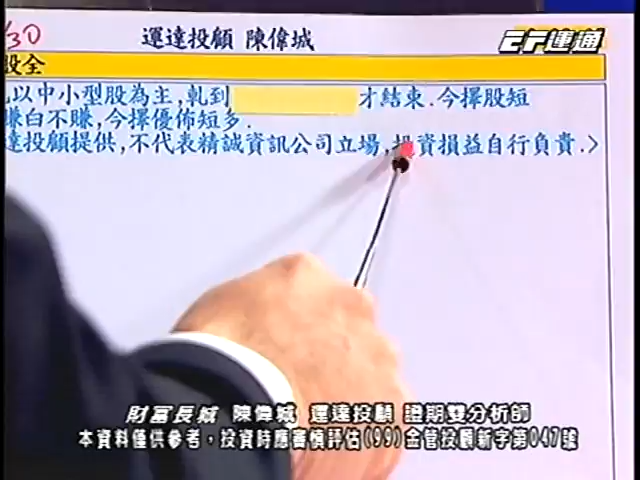 /30
運達投顧 陳偉城
ET運通
股全
以中小型股為主,軋到 才結束.今擇股短
賺白不賺,今擇優佈短多.
達投顧提供,不代表精誠資訊公司立場,投資損益自行負責.>
財富長城 陳偉城 運達投顧 證期雙分析師
本資料僅供參考，投資時應審慎評估(99)金管投顧新字第047號